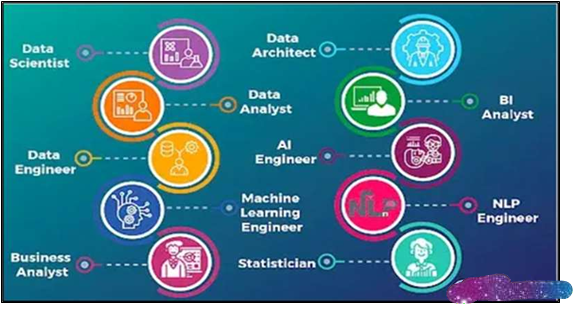 Data
Scientist
Data
Analyst
Data
Engineer
Machine
Learning
Engineer
Business
Analyst
Data
Architect
BI
Analyst
AI
Engineer
NLP
NLP
Engineer
Statistician